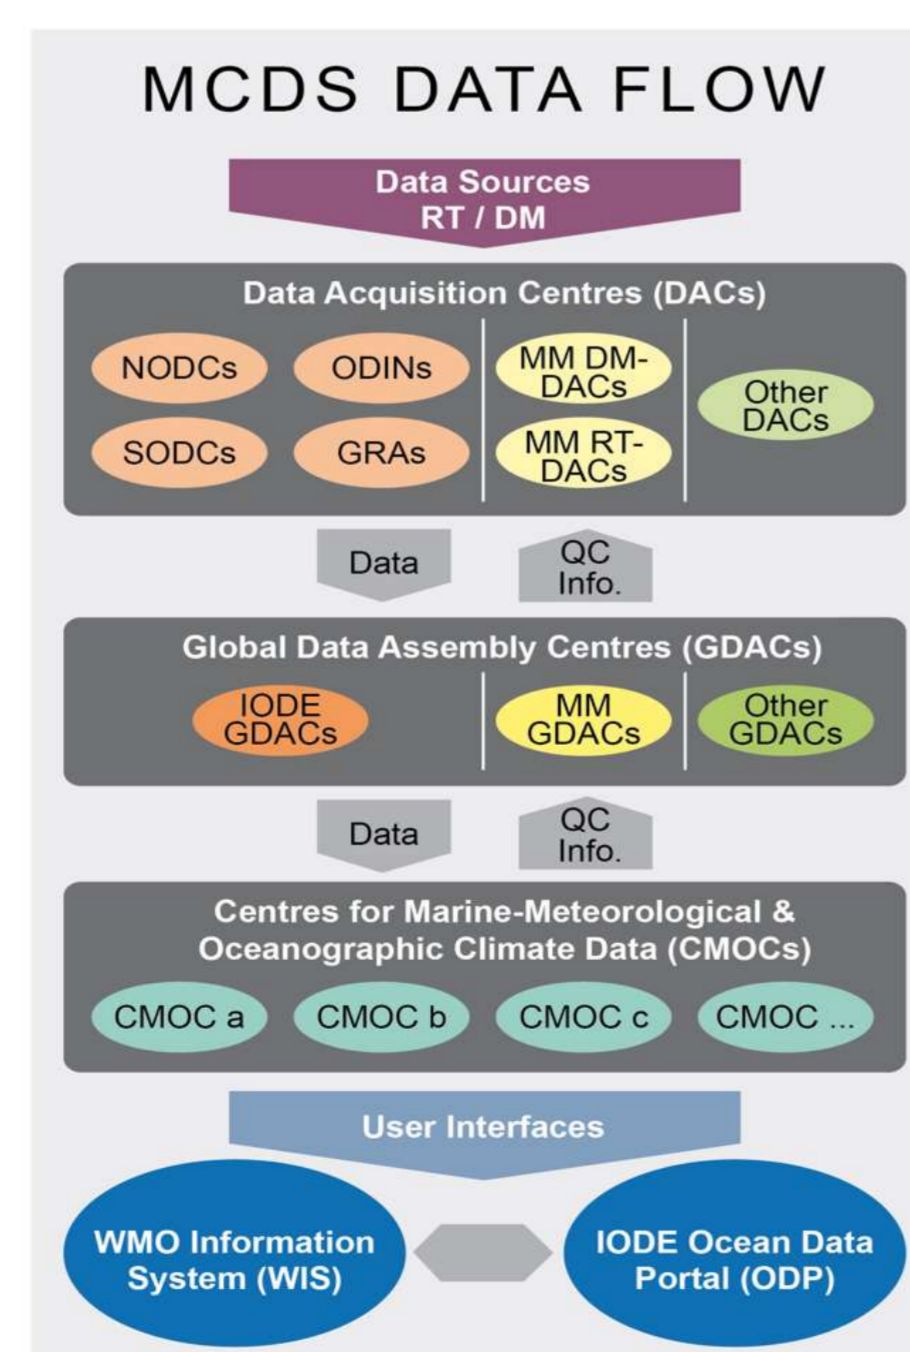 MCDS DATA FLOW
Data Sources
RT / DM
Data Acquisition Centres (DACs)
NODCs
ODINs
SODCs
GRAs
MM DM-
DACs
MM RT-
DACs
Other
DACs
Data
QC
Info.
Global Data Assembly Centres (GDACs)
IODE
GDACs
MM
GDACs
Other
GDACs
Data
QC
Info.
Centres for Marine-Meteorological &
Oceanographic Climate Data (CMOCs)
CMOC a
CMOC b
CMOC c
CMOC ...
User Interfaces
WMO Information
System (WIS)
IODE Ocean Data
Portal (ODP)